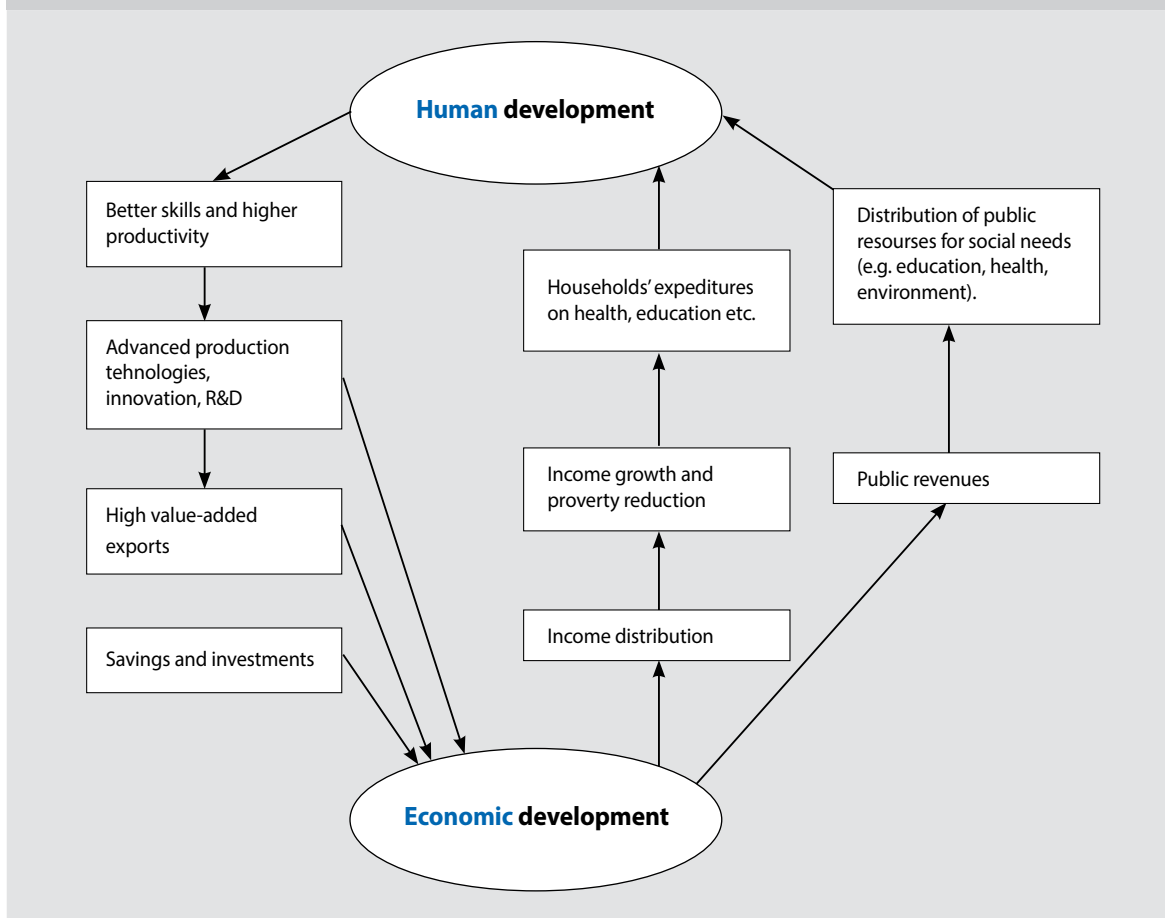 Human development
Better skills and higher
productivity
Advanced production
tehnologies,
innovation, R&D
High value-added
exports
Savings and investments
Households’ expeditures
on health, education etc.
Income growth and
proverty reduction
Income distribution
Distribution of public
resourses for social needs
(e.g. education, health,
environment).
Public revenues
Economic development